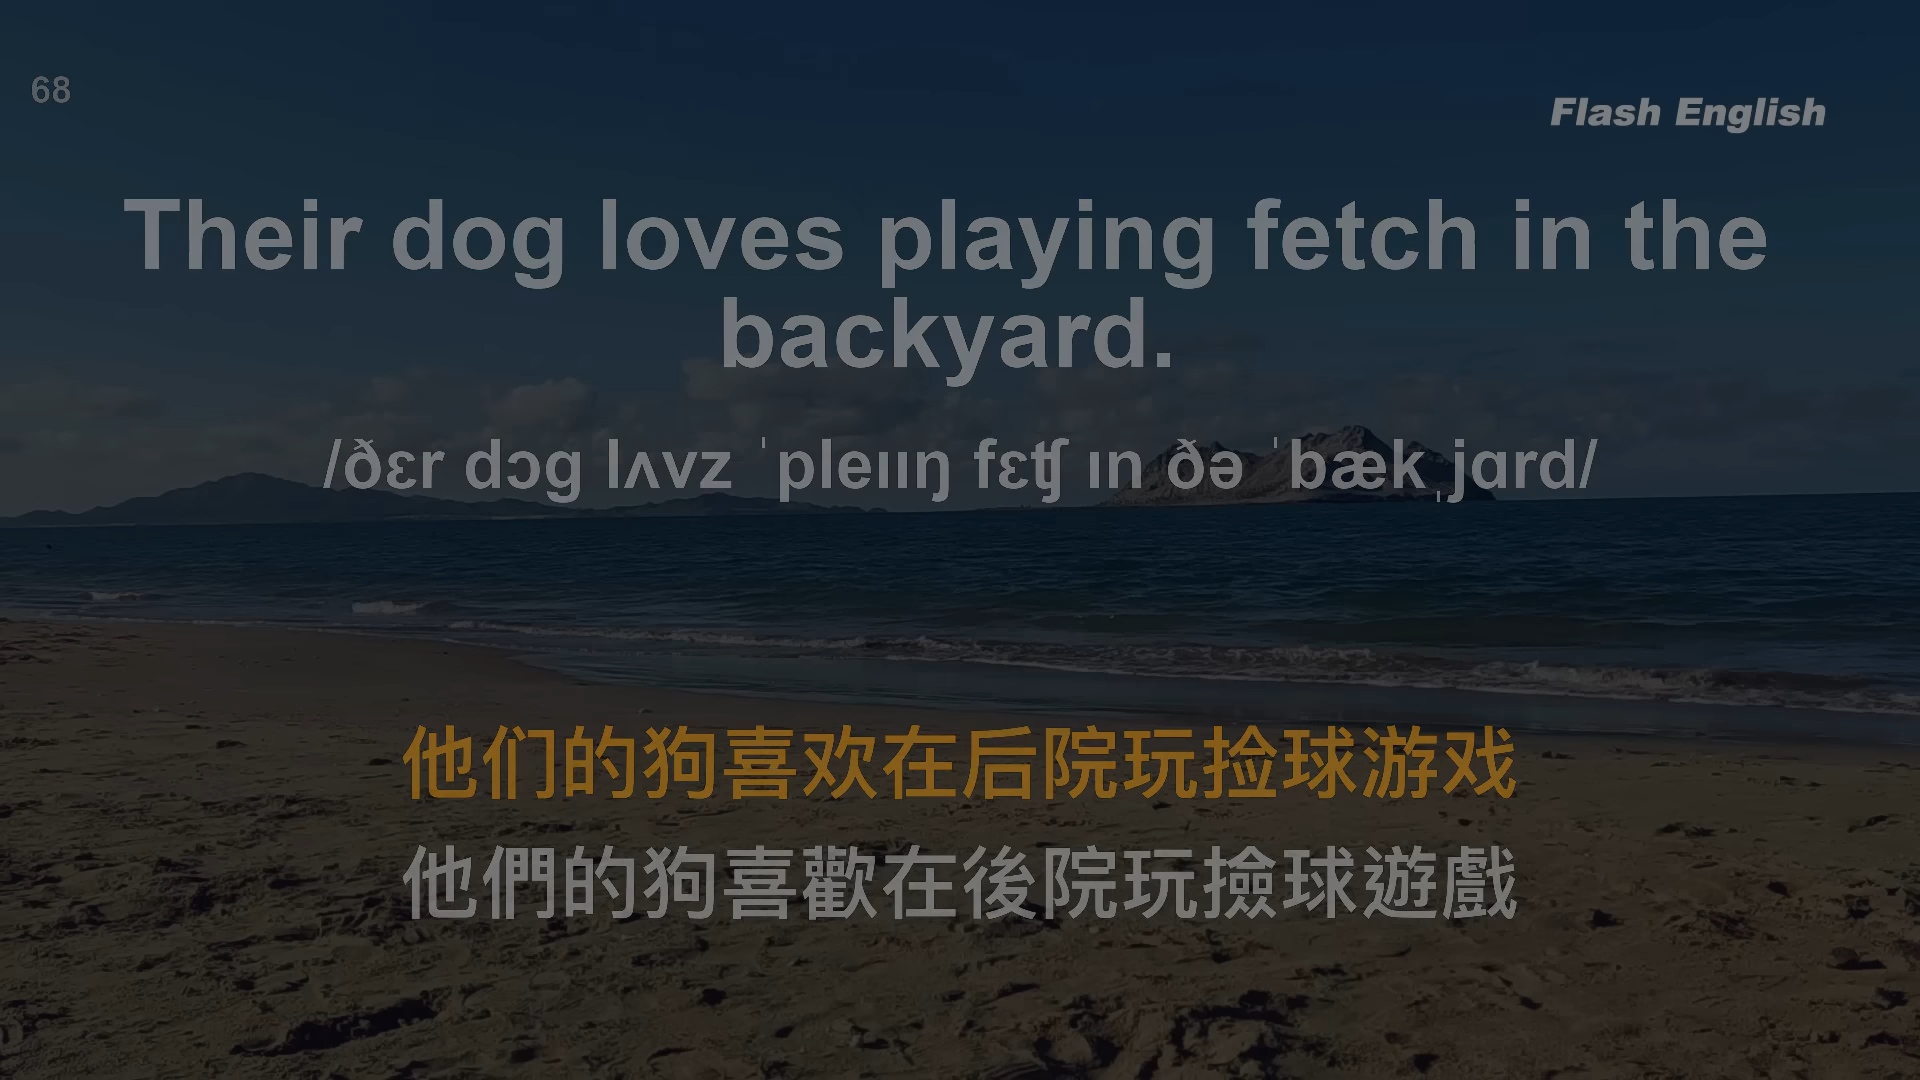 68
Flash English
Their dog loves playing fetch in the
backyard.
/ðɛr dɔg lʌvz ˈpleɪɪŋ fɛʧ ɪn ðə ˈbækˌjɑrd/
他们的狗喜欢在后院玩捡球游戏
他們的狗喜歡在後院玩撿球遊戲